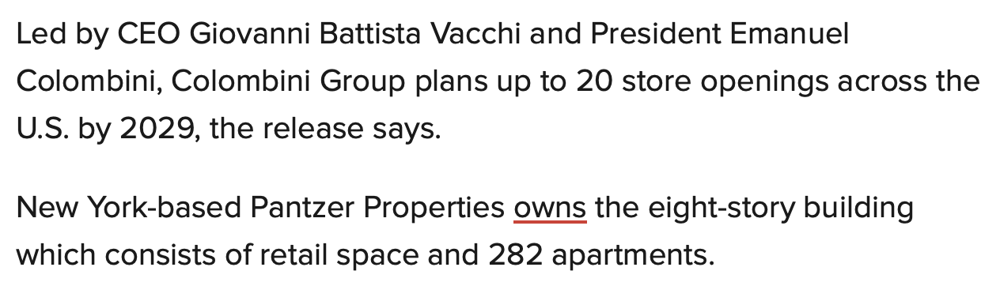 Led by CEO Giovanni Battista Vacchi and President Emanuel
Colombini, Colombini Group plans up to 20 store openings across the
U.S. by 2029, the release says.
New York-based Pantzer Properties owns the eight-story building
which consists of retail space and 282 apartments.